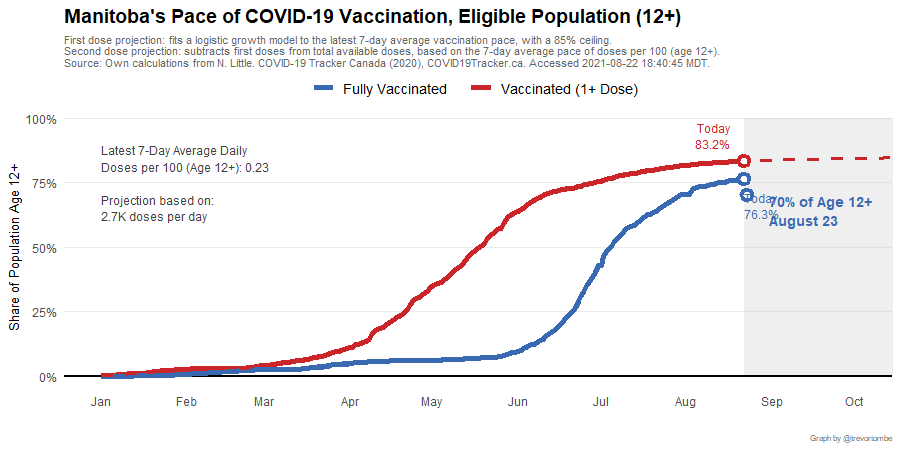 Manitoba's Pace of COVID-19 Vaccination, Eligible Population (12+)
First dose projection: fits a logistic growth model to the latest 7-day average vaccination pace, with a 85% ceiling.
Second dose projection: subtracts first doses from total available doses, based on the 7-day average pace of doses per 100 (age 12+).
Source: Own calculations from N. Little. COVID-19 Tracker Canada (2020), COVID19Tracker.ca. Accessed 2021-08-22 18:40:45 MDT.
Fully Vaccinated
Vaccinated (1+ Dose)
Share of Population Age 12+
100%
75%
50%
25%
0%
Latest 7-Day Average Daily
Doses per 100 (Age 12+): 0.23
Projection based on:
2.7K doses per day
Today
83.2%
Today
76.3%
70% of Age 12+
August 23
Jan
Feb
Mar
Apr
May
Jun
Jul
Aug
Sep
Oct
Graph by @trevortombe